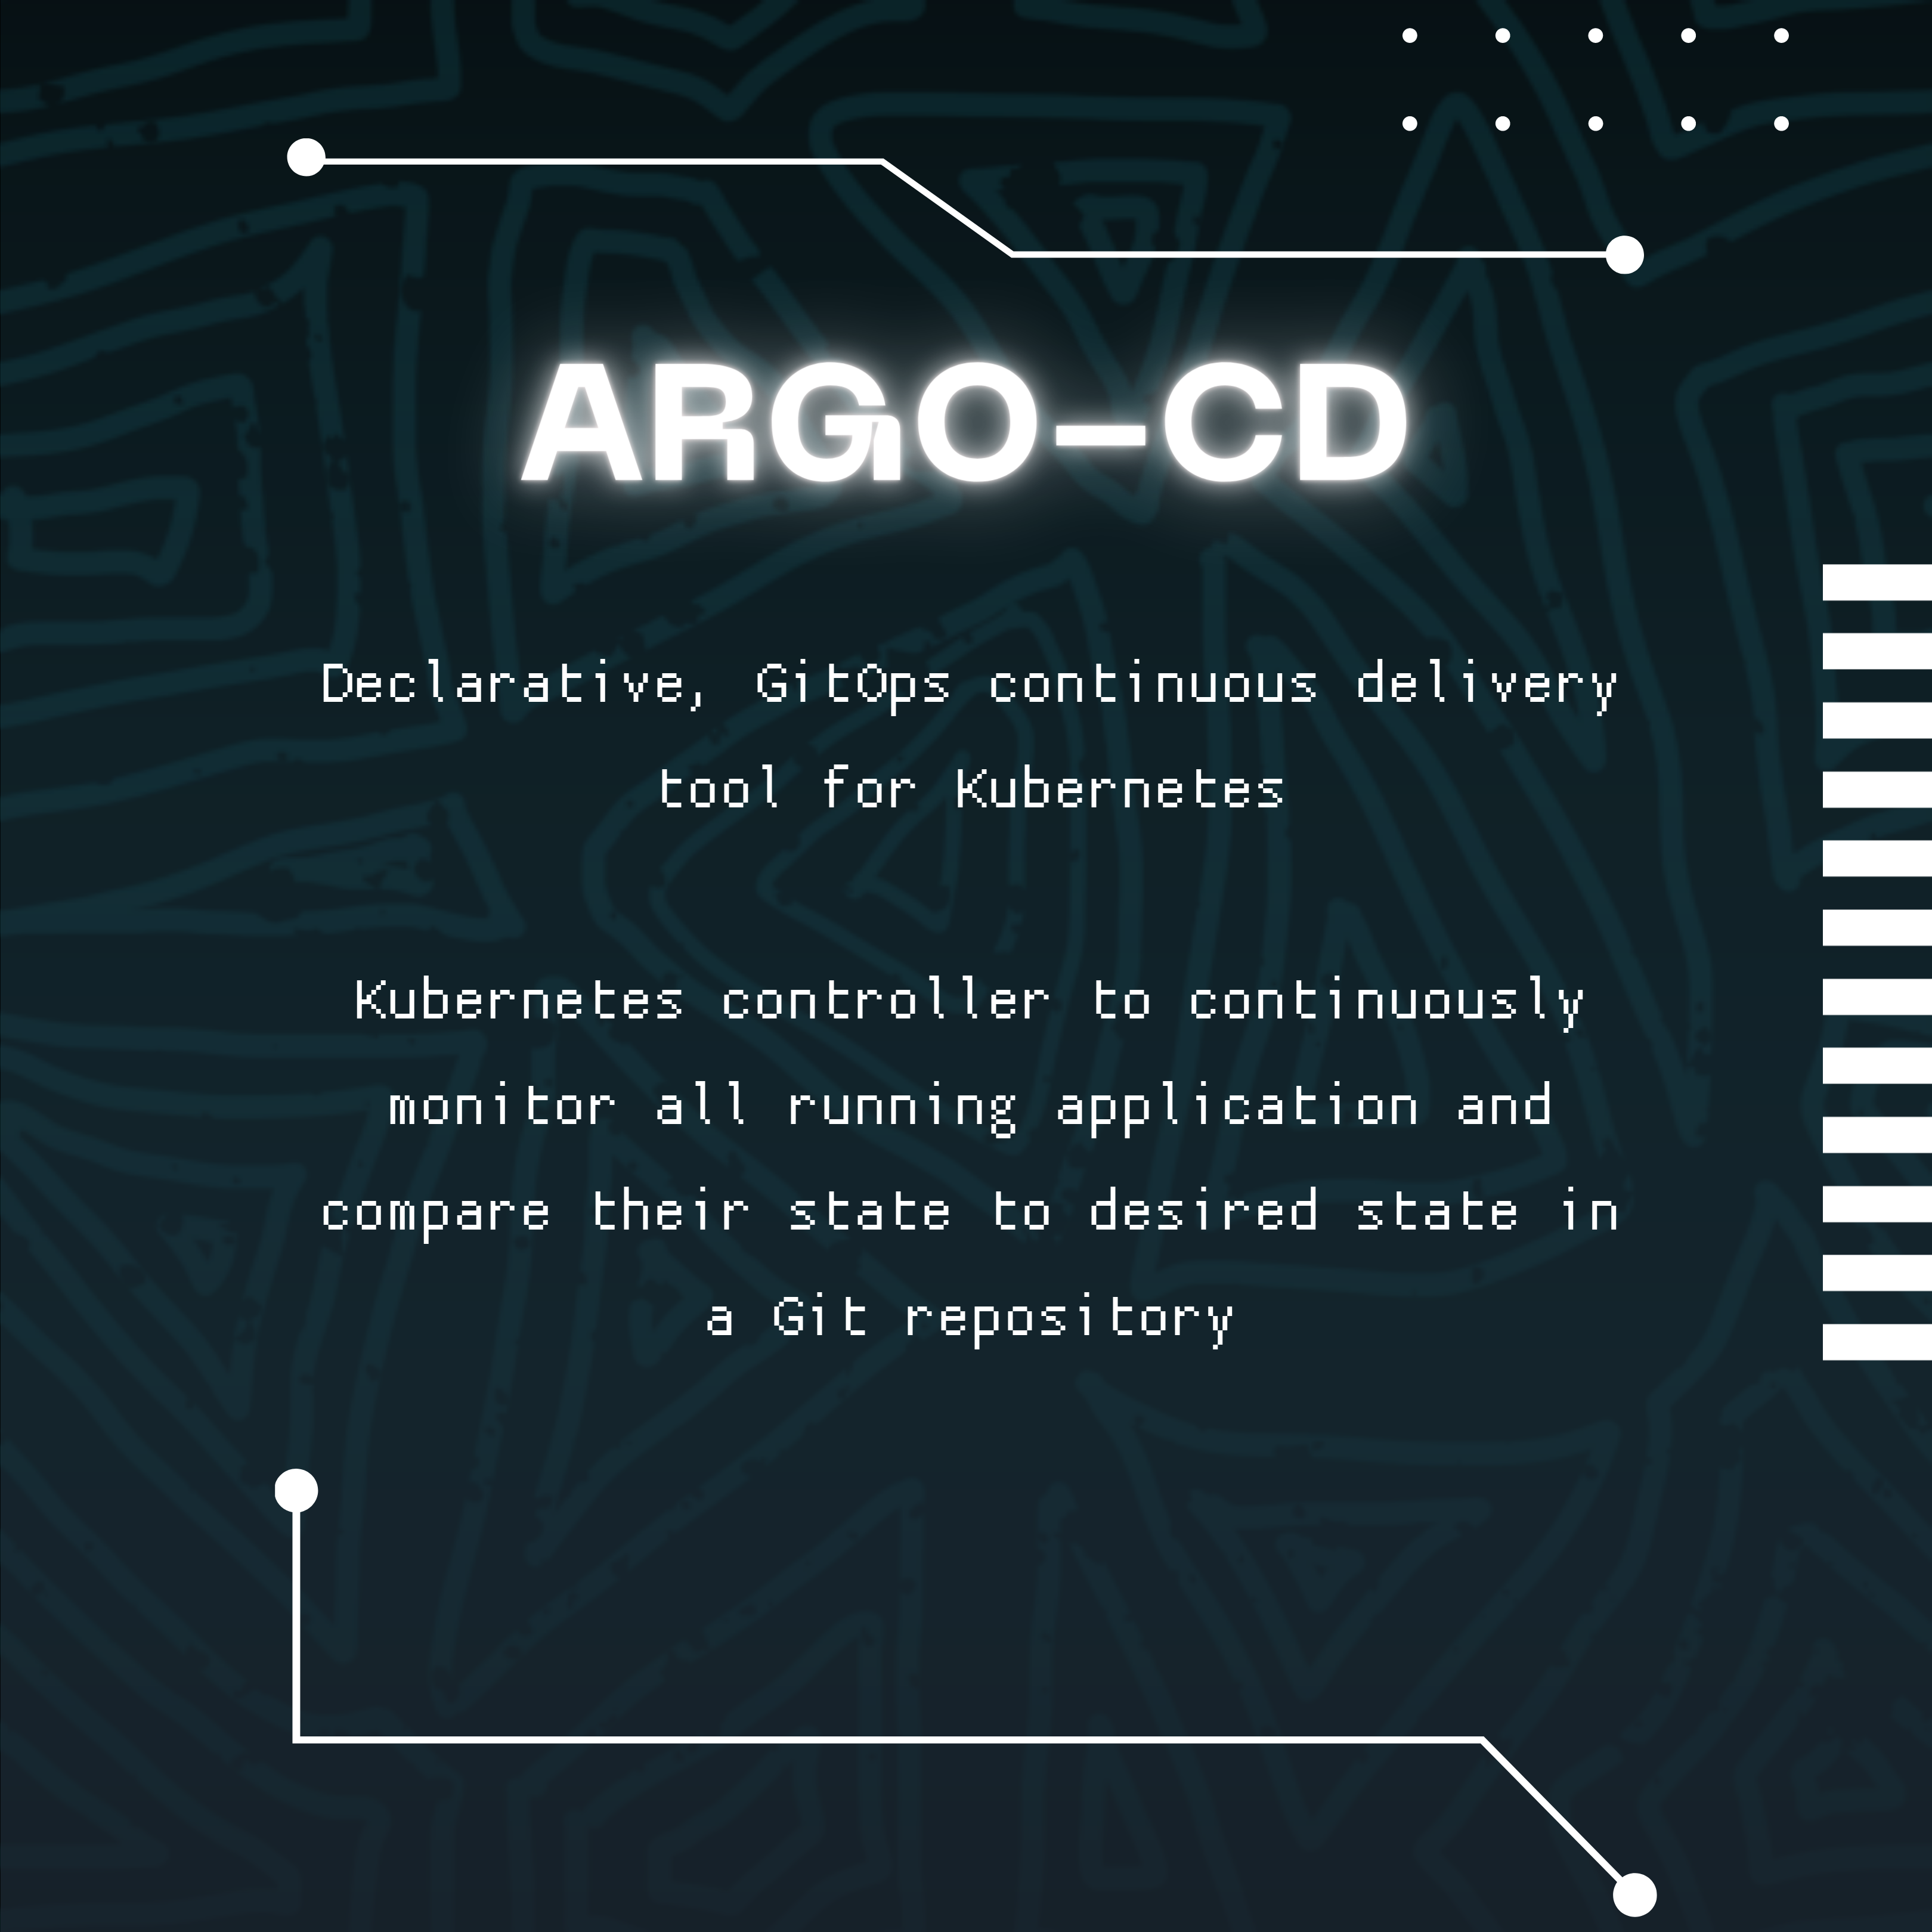 ARGO-CD
Declarative, GitOps continuous delivery
tool for Kubernetes
Kubernetes controller to continuously
monitor all running application and
compare their state to desired state in
a Git repository